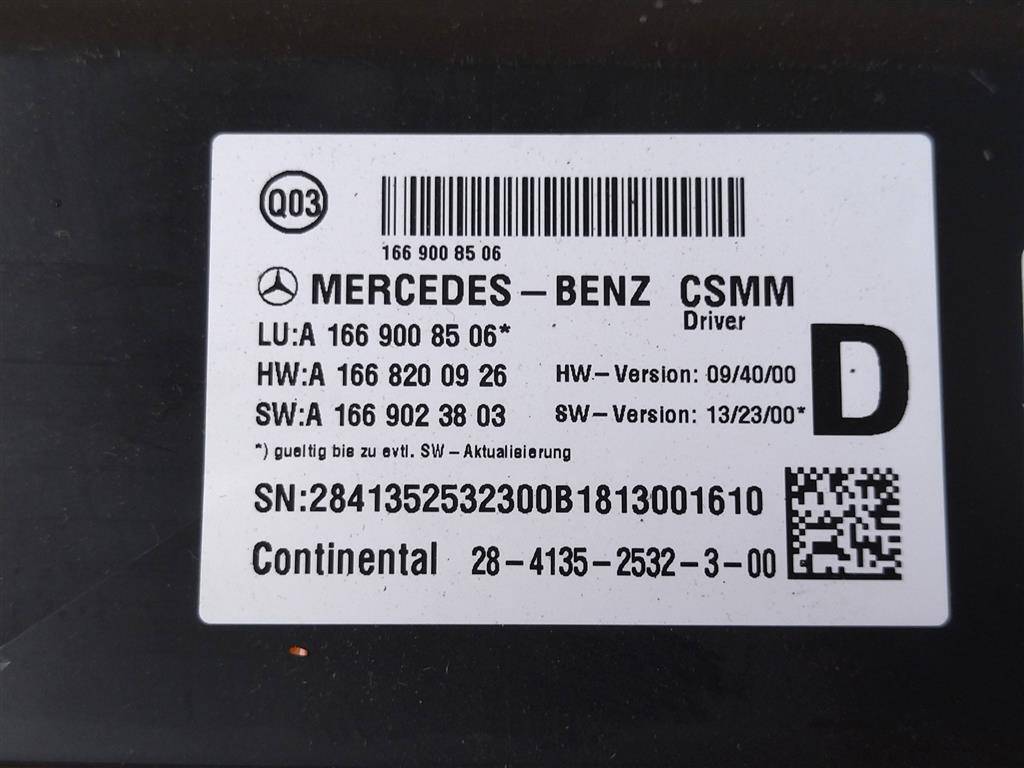 Q03
166 900 85 06
MERCEDES-BENZ CSMM
Driver
LU:A 166 900 85 06*
HW:A 166 820 09 26 HW-Version: 09/40/00
SW:A 166 902 38 03 SW-Version: 13/23/00*
D
*) gueltig bis zu evtl. SW-Aktualisierung
SN:2841352532300B1813001610
Continental 28-4135-2532-3-00